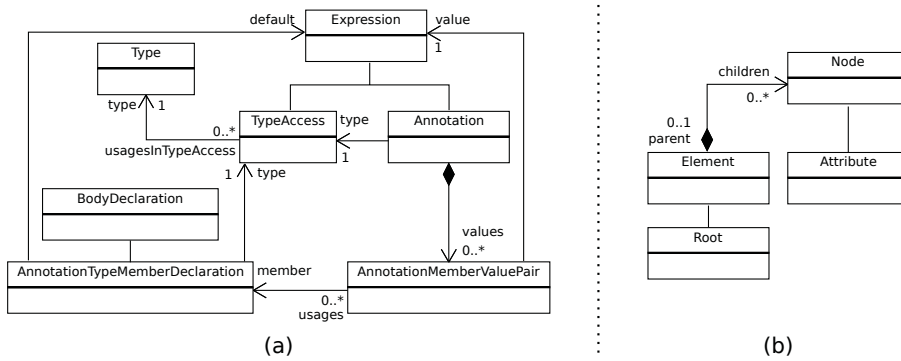 default
Expression
value
1
Type
type
1
0..*
usagesInTypeAccess
TypeAccess
type
1
Annotation
1
type
BodyDeclaration
values
0..*
AnnotationTypeMemberDeclaration
member
0..*
usages
AnnotationMemberValuePair
(a)
Node
children
0..*
0..1
parent
Element
Attribute
Root
(b)